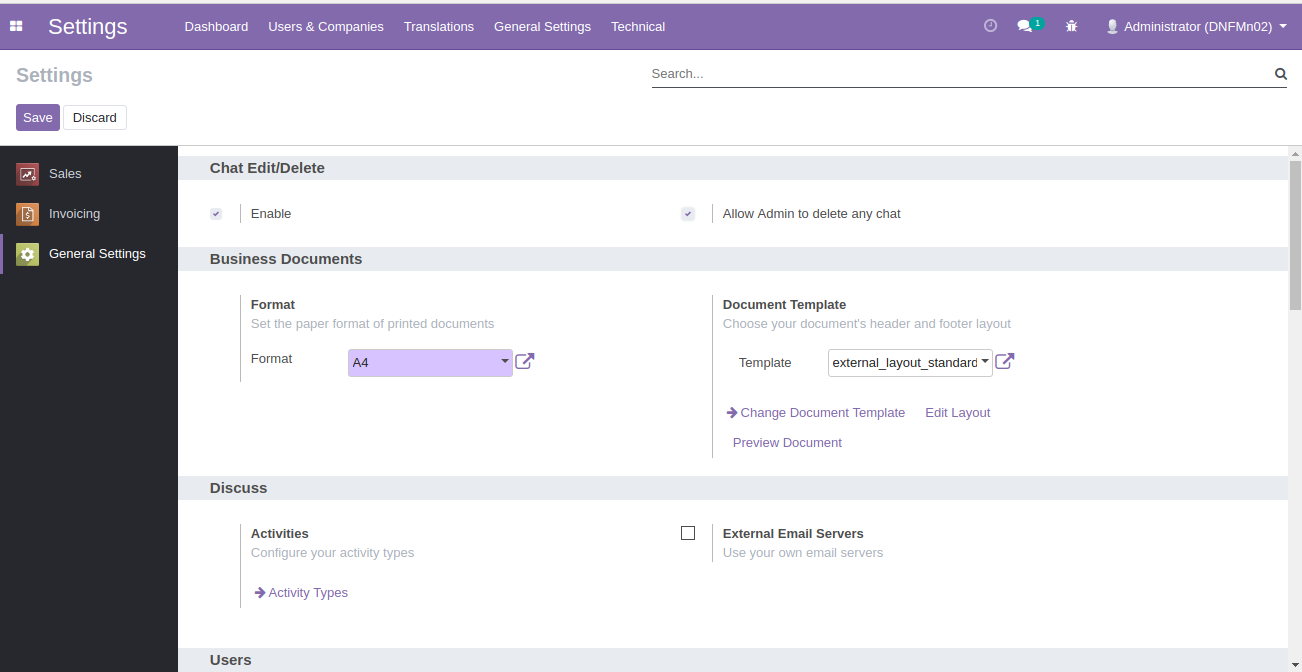 Settings Dashboard Users & Companies Translations General Settings Technical 1 Administrator (DNFMn02)
Settings Search...
Save Discard
Sales
Invoicing
General Settings
Chat Edit/Delete
Enable Allow Admin to delete any chat
Business Documents
Format
Set the paper format of printed documents
Format A4
Document Template
Choose your document's header and footer layout
Template external_layout_standard
Change Document Template Edit Layout
Preview Document
Discuss
Activities
Configure your activity types
Activity Types
External Email Servers
Use your own email servers
Users